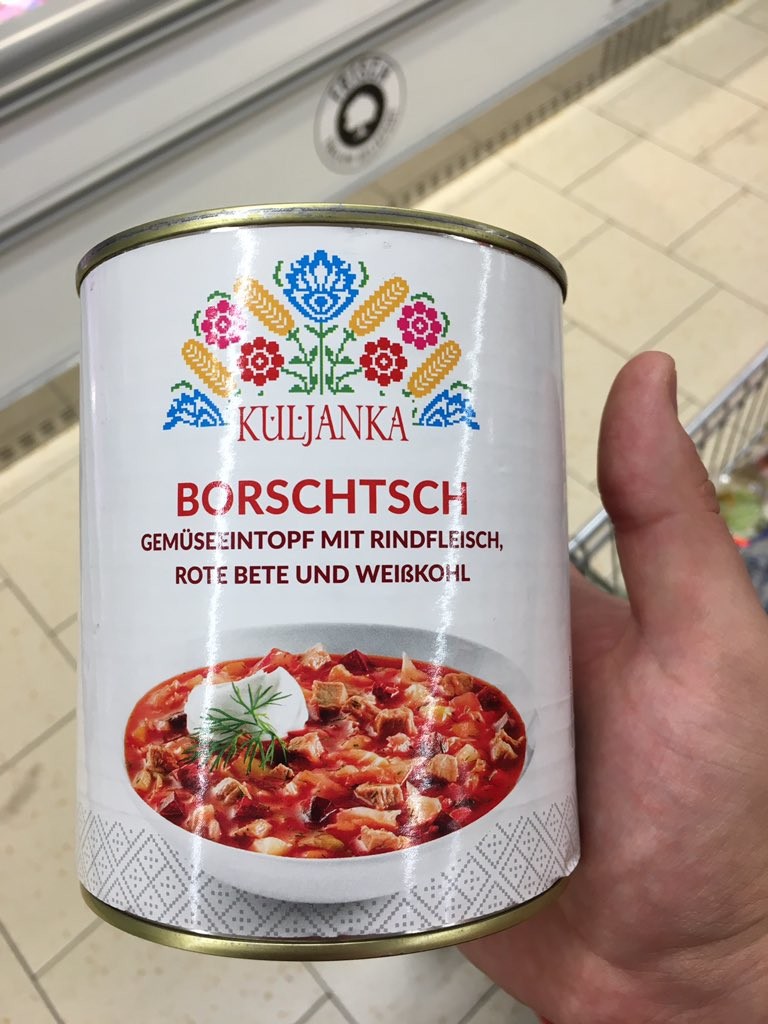 KULJANKA
BORSCHTSCH
GEMÜSEEINTOPF MIT RINDFLEISCH,
ROTE BETE UND WEIßKOHL